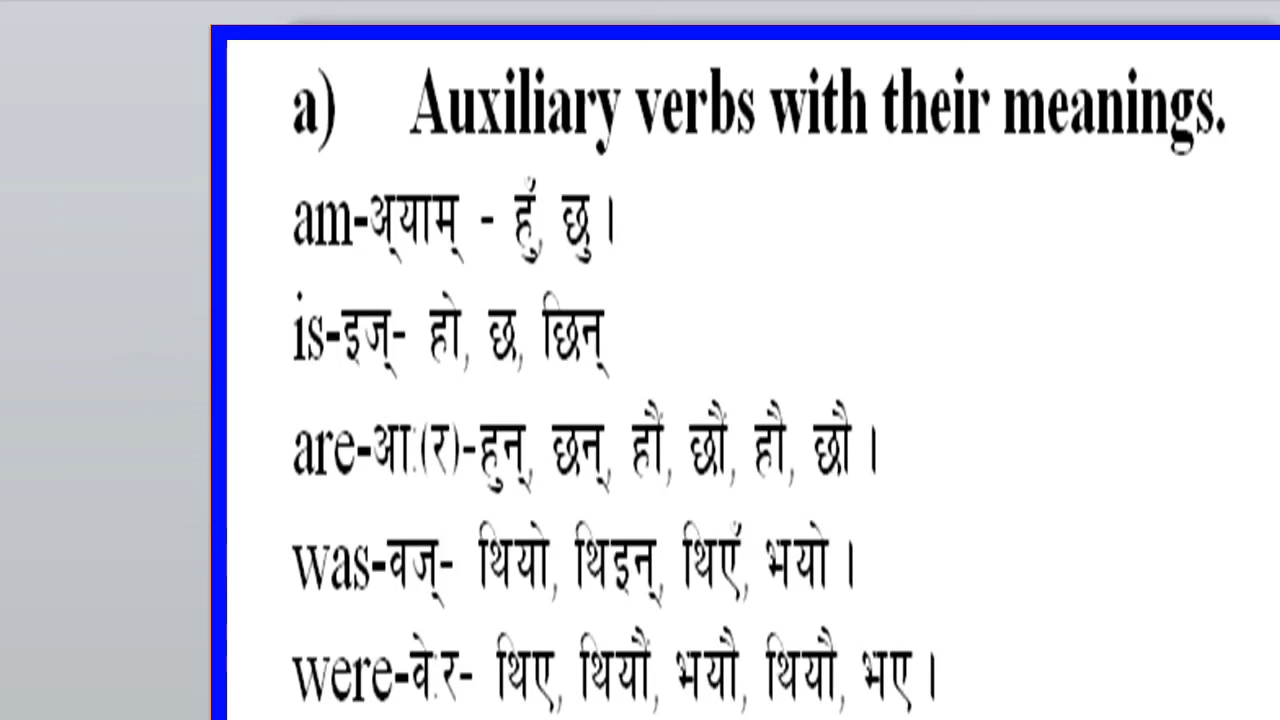 a) Auxiliary verbs with their meanings.
am-अ्याम् - हुँ, छु ।
is-इज्- हो, छ, छिन्
are-आः(र)-हुन्, छन्, हौं, छौं, हौ, छौ ।
was-वज्- थियो, थिइन्, थिएँ, भयो ।
were-वे:र- थिए, थियौं, भयौ, थियौ, भए ।